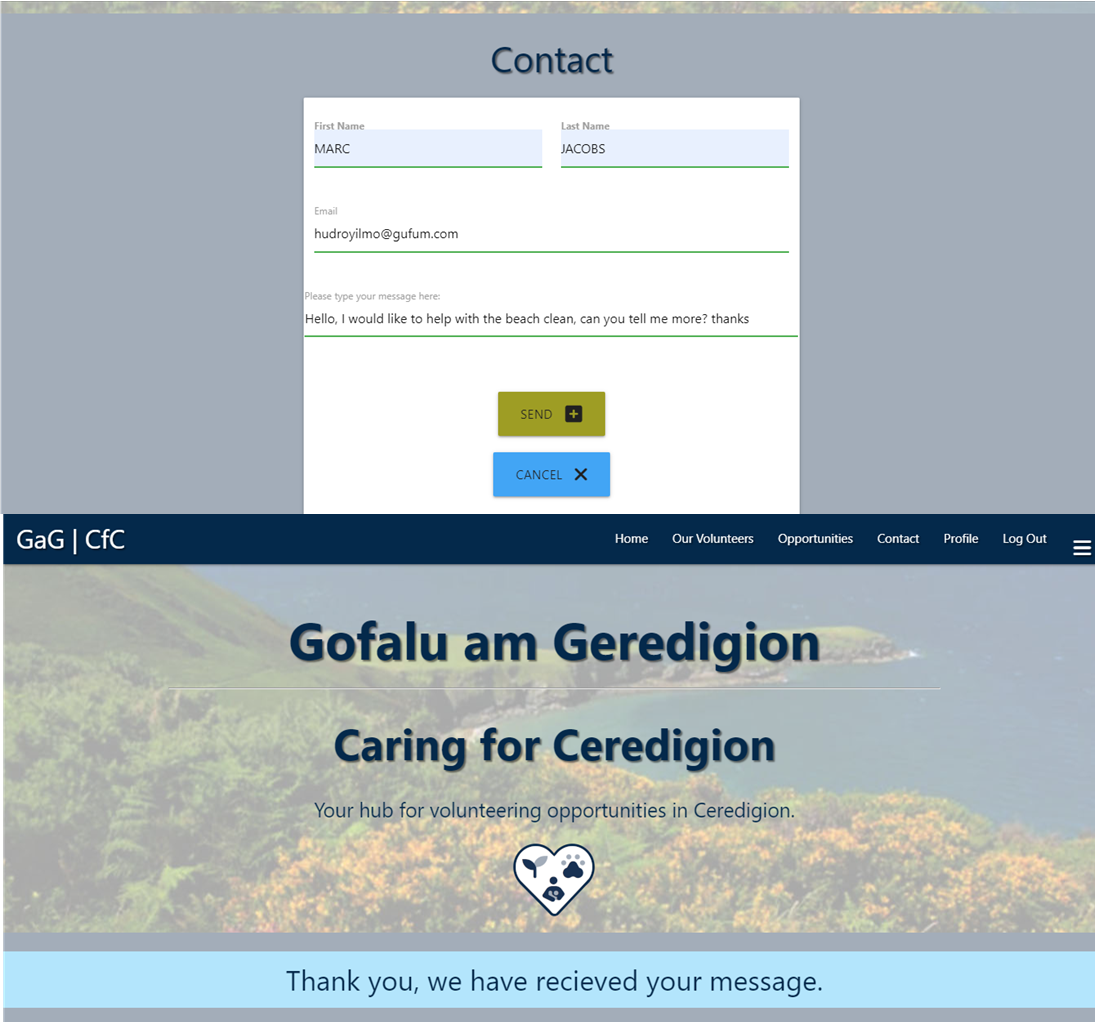 Contact
First Name Last Name
MARC JACOBS
Email
hudroyilmo@gufum.com
Please type your message here:
Hello, I would like to help with the beach clean, can you tell me more? thanks
SEND
CANCEL
GaG | CfC Home Our Volunteers Opportunities Contact Profile Log Out
Gofalu am Geredigion
Caring for Ceredigion
Your hub for volunteering opportunities in Ceredigion.
Thank you, we have recieved your message.